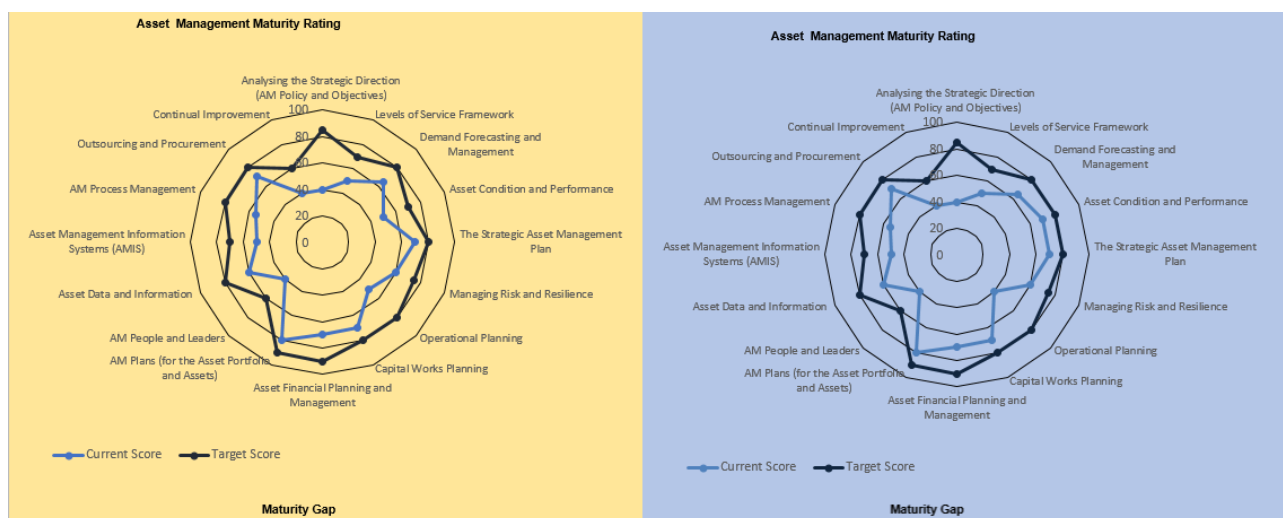 Asset  Management Maturity Rating
Analysing the Strategic Direction
(AM Policy and Objectives)
Continual Improvement
100
Levels of Service Framework
Outsourcing and Procurement
80
Demand Forecasting and
Management
60
AM Process Management
40
Asset Condition and Performance
20
Asset Management Information
Systems (AMIS)
0
The Strategic Asset Management
Plan
Asset Data and Information
Managing Risk and Resilience
AM People and Leaders
Operational Planning
AM Plans (for the Asset Portfolio
and Assets)
Capital Works Planning
Asset Financial Planning and
Management
Current Score
Target Score
Maturity Gap
Asset  Management Maturity Rating
Analysing the Strategic Direction
(AM Policy and Objectives)
Continual Improvement
100
Levels of Service Framework
Outsourcing and Procurement
80
Demand Forecasting and
Management
60
AM Process Management
40
Asset Condition and Performance
20
Asset Management Information
Systems (AMIS)
0
The Strategic Asset Management
Plan
Asset Data and Information
Managing Risk and Resilience
AM People and Leaders
Operational Planning
AM Plans (for the Asset Portfolio
and Assets)
Capital Works Planning
Asset Financial Planning and
Management
Current Score
Target Score
Maturity Gap